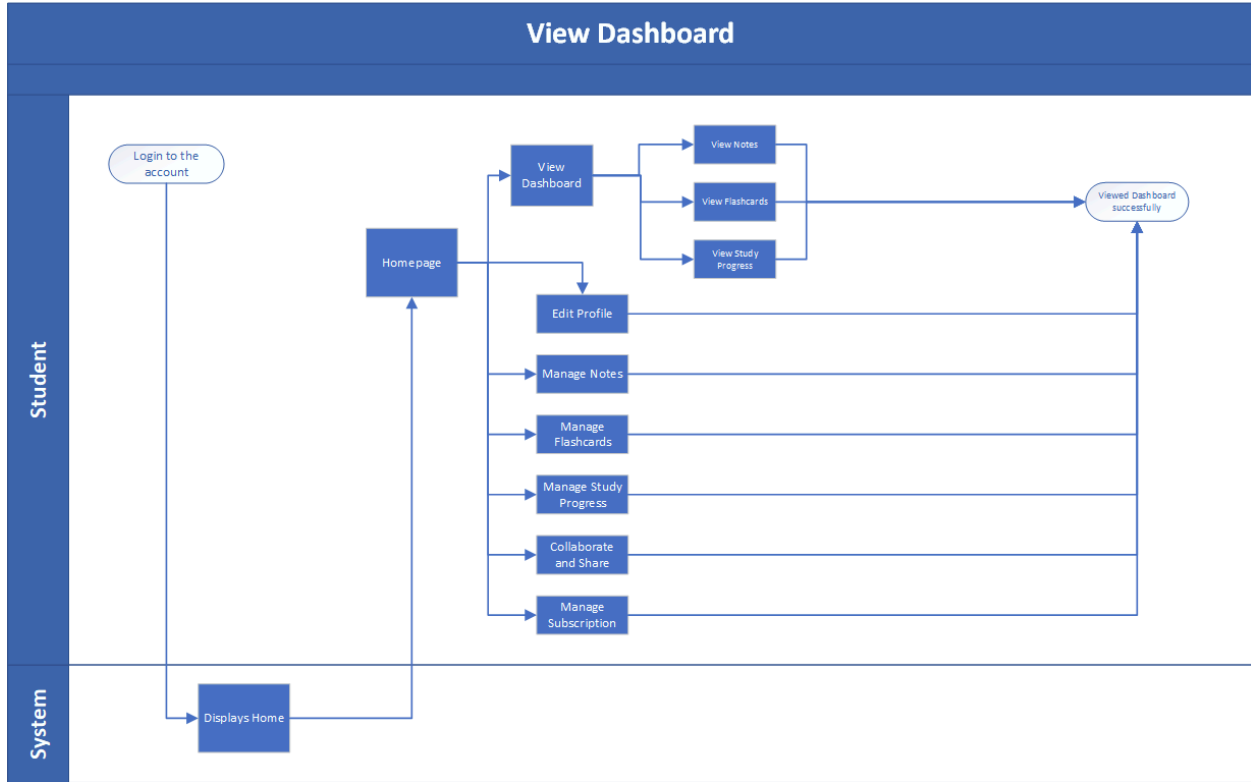 View Dashboard
Student
Login to the
account
View
Dashboard
View Notes
View Flashcards
View Study
Progress
Viewed Dashboard
successfully
Homepage
Edit Profile
Manage Notes
Manage
Flashcards
Manage Study
Progress
Collaborate
and Share
Manage
Subscription
System
Displays Home